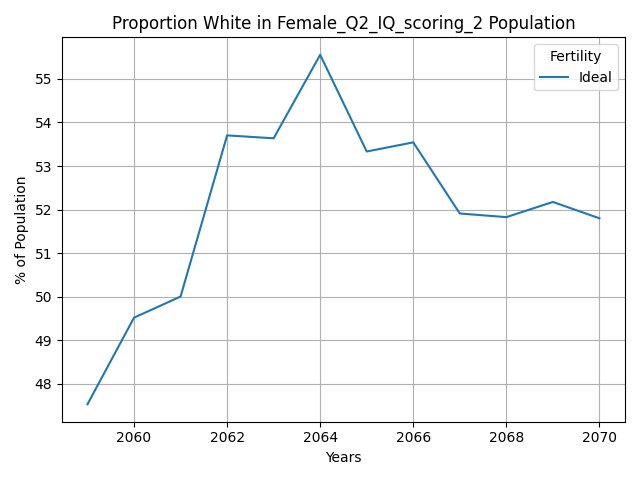 Proportion White in Female_Q2_IQ_scoring_2 Population
Fertility
Ideal
% of Population
55
54
53
52
51
50
49
48
2060
2062
2064
2066
2068
2070
Years